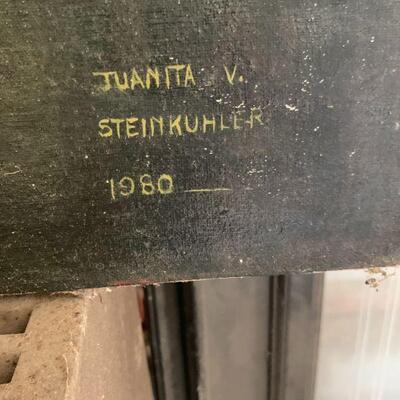 JUANITA V.
STEINKUHLER
1980